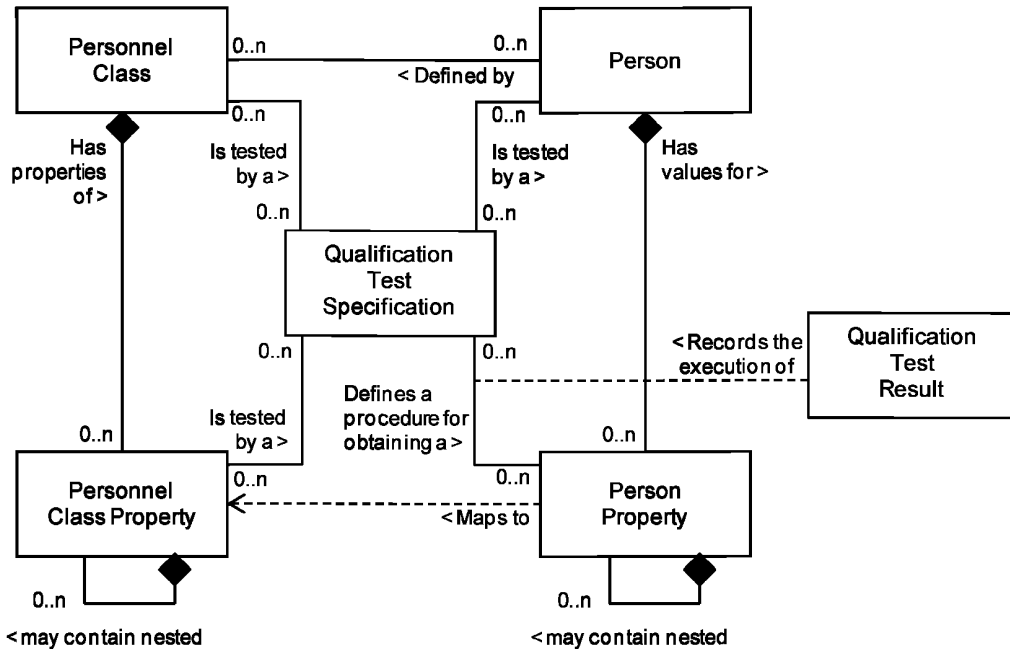 Personnel
Class
0..n
0..n
< Defined by
Person
0..n
0..n
Has
properties
of >
Is tested
by a >
Is tested
by a >
Has
values for >
0..n
0..n
Qualification
Test
Specification
0..n
0..n
< Records the
execution of
Qualification
Test
Result
Is tested
by a >
Defines a
procedure for
obtaining a >
0..n
0..n
0..n
0..n
Personnel
Class Property
< Maps to
Person
Property
0..n
0..n
< may contain nested
< may contain nested